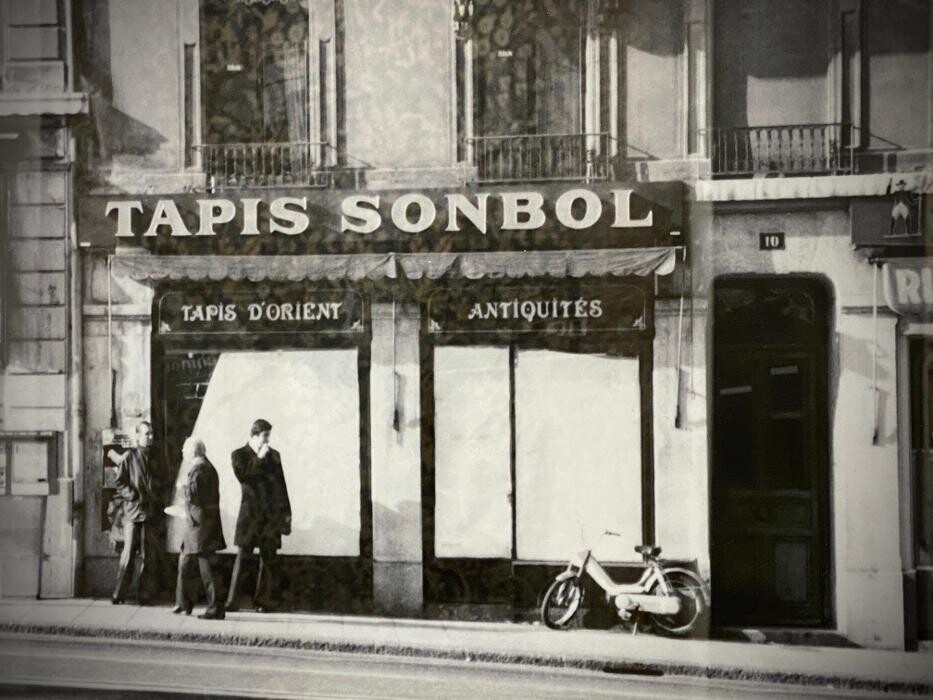 TAPIS SONBOL
10
TAPIS D'ORIENT
ANTIQUITÉS